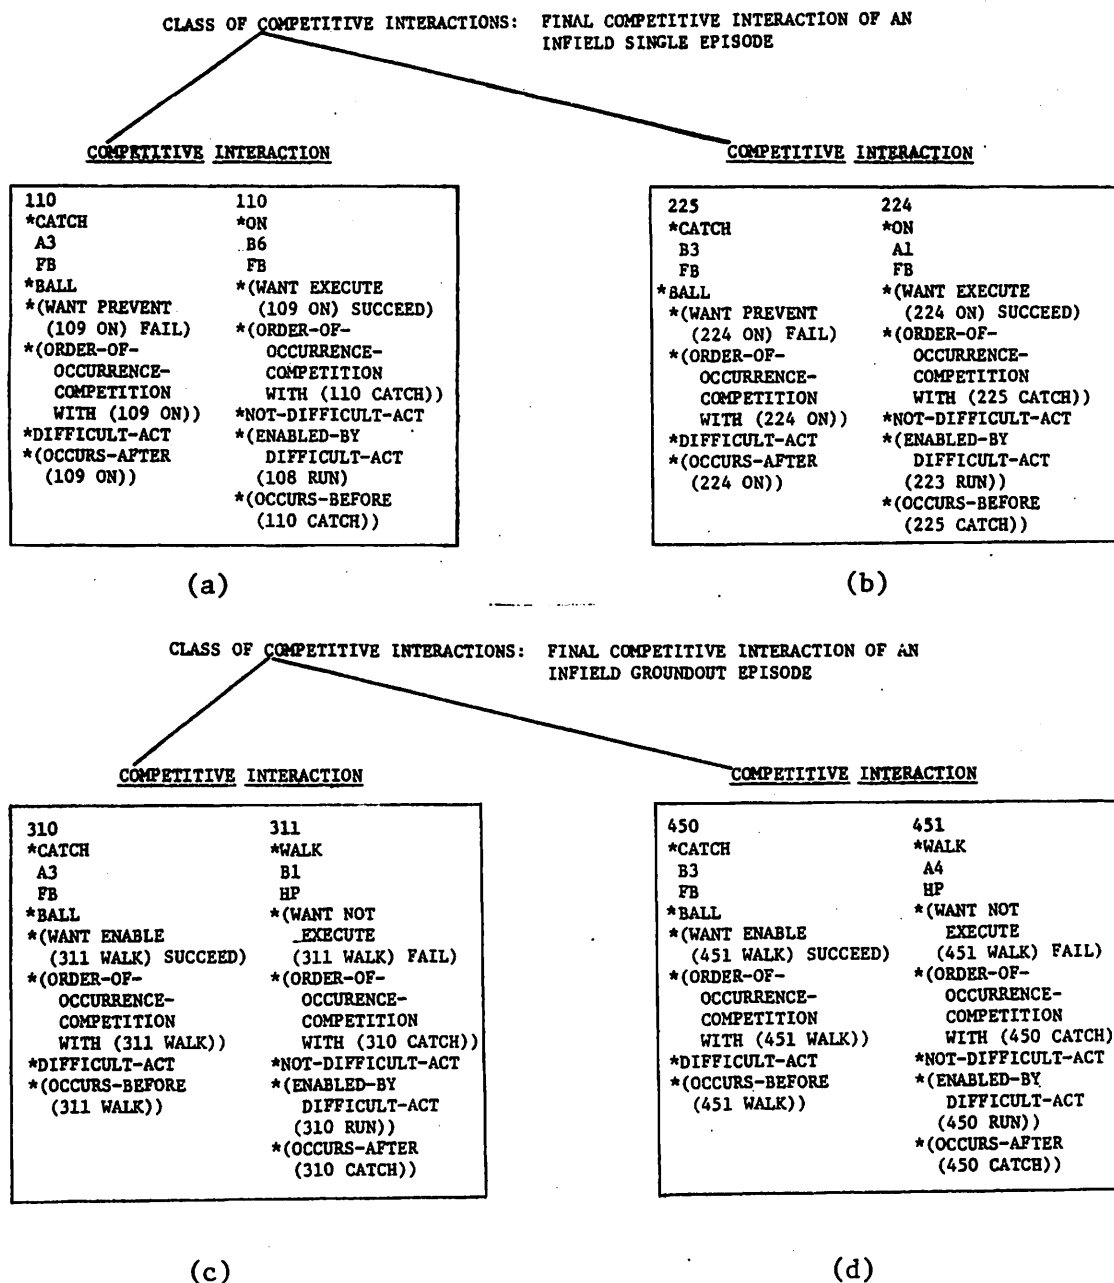 CLASS OF COMPETITIVE INTERACTIONS: FINAL COMPETITIVE INTERACTION OF AN
INFIELD SINGLE EPISODE
COMPETITIVE INTERACTION
110
*CATCH
A3
FB
*BALL
*(WANT PREVENT
(109 ON) FAIL)
*(ORDER-OF-
OCCURRENCE-
COMPETITION
WITH (109 ON))
*DIFFICULT-ACT
*(OCCURS-AFTER
(109 ON))
110
*ON
B6
FB
*(WANT EXECUTE
(109 ON) SUCCEED)
*(ORDER-OF-
OCCURRENCE-
COMPETITION
WITH (110 CATCH))
*NOT-DIFFICULT-ACT
*(ENABLED-BY
DIFFICULT-ACT
(108 RUN)
*(OCCURS-BEFORE
(110 CATCH))
(a)
COMPETITIVE INTERACTION
225
*CATCH
B3
FB
*BALL
*(WANT PREVENT
(224 ON) FAIL)
*(ORDER-OF-
OCCURRENCE-
COMPETITION
WITH (224 ON))
*DIFFICULT-ACT
*(OCCURS-AFTER
(224 ON))
224
*ON
A1
FB
*(WANT EXECUTE
(224 ON) SUCCEED)
*(ORDER-OF-
OCCURRENCE-
COMPETITION
WITH (225 CATCH))
*NOT-DIFFICULT-ACT
*(ENABLED-BY
DIFFICULT-ACT
(223 RUN))
*(OCCURS-BEFORE
(225 CATCH))
(b)
CLASS OF COMPETITIVE INTERACTIONS: FINAL COMPETITIVE INTERACTION OF AN
INFIELD GROUNDOUT EPISODE
COMPETITIVE INTERACTION
310
*CATCH
A3
FB
*BALL
*(WANT ENABLE
(311 WALK) SUCCEED)
*(ORDER-OF-
OCCURRENCE-
COMPETITION
WITH (311 WALK))
*DIFFICULT-ACT
*(OCCURS-BEFORE
(311 WALK))
311
*WALK
B1
HP
*(WANT NOT
EXECUTE
(311 WALK) FAIL)
*(ORDER-OF-
OCCURENCE-
COMPETITION
WITH (310 CATCH))
*NOT-DIFFICULT-ACT
*(ENABLED-BY
DIFFICULT-ACT
(310 RUN))
*(OCCURS-AFTER
(310 CATCH))
(c)
COMPETITIVE INTERACTION
450
*CATCH
B3
FB
*BALL
*(WANT ENABLE
(451 WALK) SUCCEED)
*(ORDER-OF-
OCCURRENCE-
COMPETITION
WITH (451 WALK))
*DIFFICULT-ACT
*(OCCURS-BEFORE
(451 WALK))
451
*WALK
A4
HP
*(WANT NOT
EXECUTE
(451 WALK) FAIL)
*(ORDER-OF-
OCCURRENCE-
COMPETITION
WITH (450 CATCH)
*NOT-DIFFICULT-ACT
*(ENABLED-BY
DIFFICULT-ACT
(450 RUN))
*(OCCURS-AFTER
(450 CATCH))
(d)